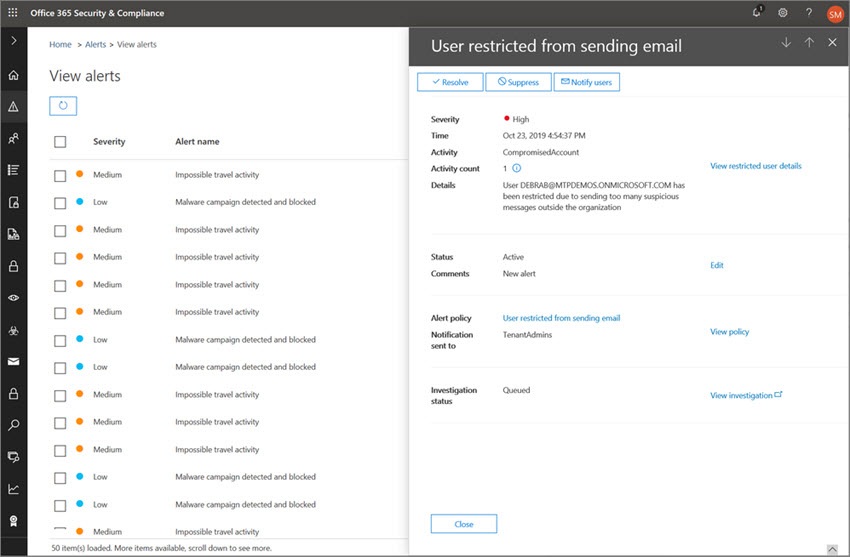 Office 365 Security & Compliance
1
?
SM
Home > Alerts > View alerts
View alerts
Severity Alert name
Medium Impossible travel activity
Low Malware campaign detected and blocked
Medium Impossible travel activity
Medium Impossible travel activity
Medium Impossible travel activity
Medium Impossible travel activity
Low Malware campaign detected and blocked
Low Malware campaign detected and blocked
Medium Impossible travel activity
Medium Impossible travel activity
Medium Impossible travel activity
Low Malware campaign detected and blocked
Low Malware campaign detected and blocked
Medium Impossible travel activity
50 item(s) loaded. More items available, scroll down to see more.
User restricted from sending email
Resolve Suppress Notify users
Severity High
Time Oct 23, 2019 4:54:37 PM
Activity CompromisedAccount
Activity count 1
Details User DEBRAB@MTPDEMOS.ONMICROSOFT.COM has
been restricted due to sending too many suspicious
messages outside the organization
View restricted user details
Status Active
Comments New alert
Edit
Alert policy User restricted from sending email
Notification TenantAdmins
sent to
View policy
Investigation Queued
status
View investigation
Close